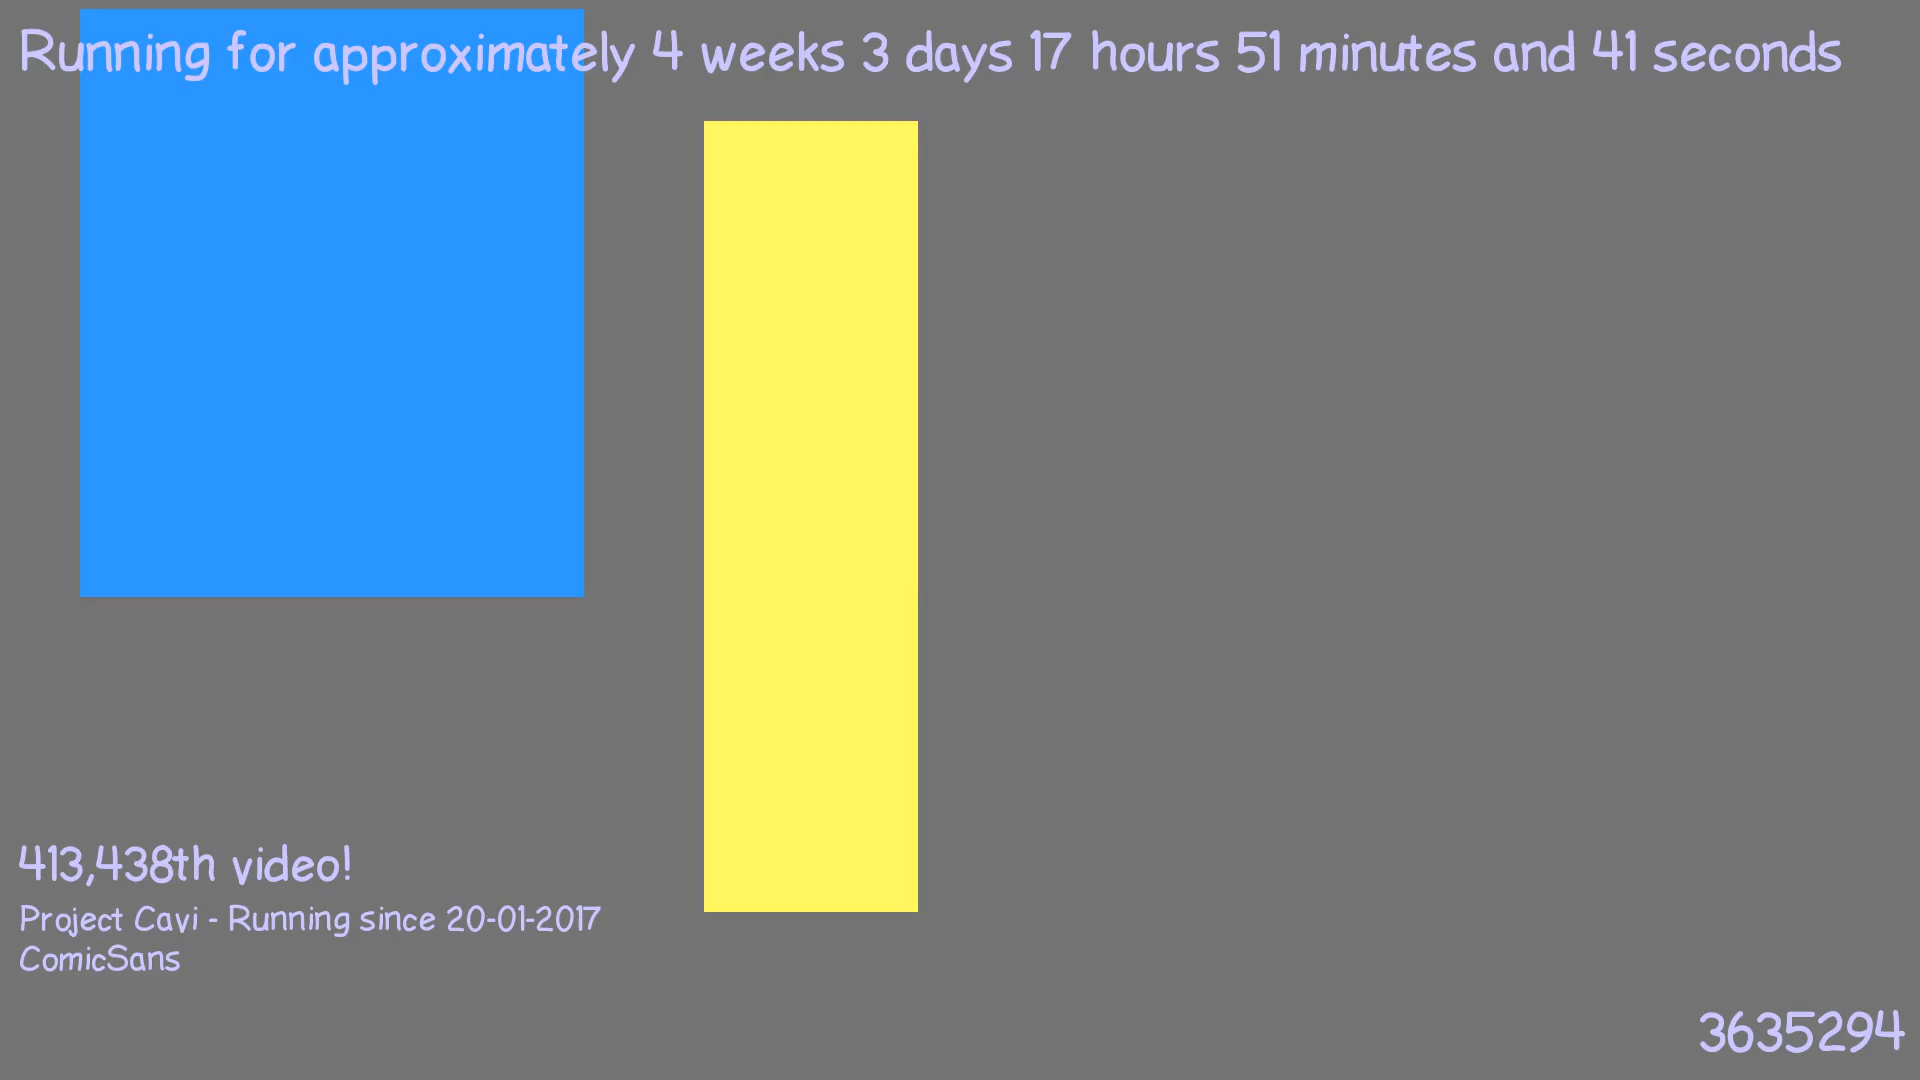 Running for approximately 4 weeks 3 days 17 hours 51 minutes and 41 seconds
413,438th video!
Project Cavi - Running since 20-01-2017
ComicSans
3635294